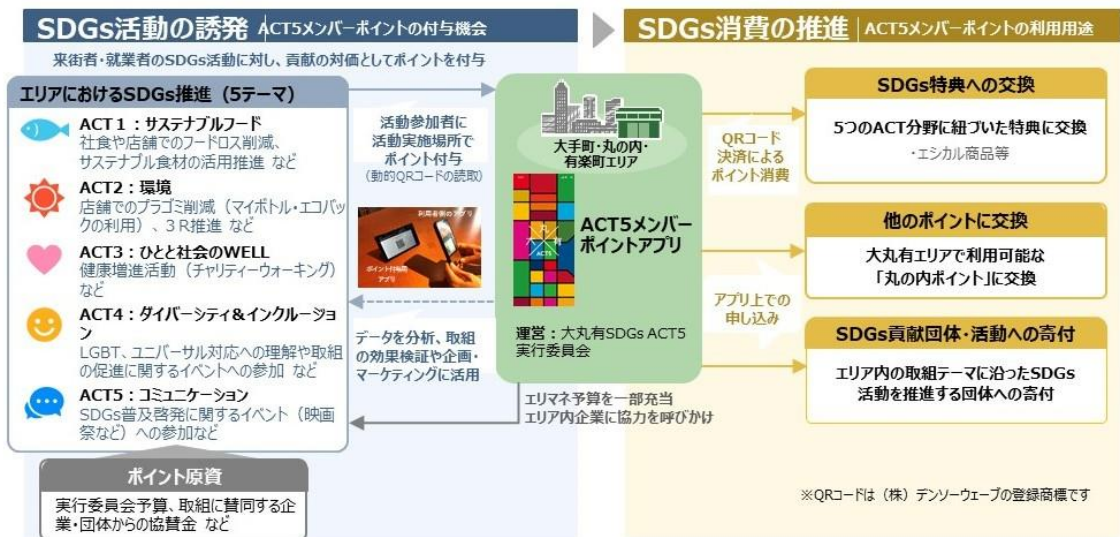 SDGs活動の誘発 ACT5メンバーポイントの付与機会
来街者・就業者のSDGs活動に対し、貢献の対価としてポイントを付与
エリアにおけるSDGs推進（5テーマ）
ACT1：サステナブルフード
社食や店舗でのフードロス削減、
サステナブル食材の活用推進 など
ACT2：環境
店舗でのプラゴミ削減（マイボトル・エコバッ
クの利用）、3R推進 など
ACT3：ひとと社会のWELL
健康増進活動（チャリティーウォーキング）
など
ACT4：ダイバーシティ＆インクルーショ
ン
LGBT、ユニバーサル対応への理解や取組
の促進に関するイベントへの参加 など
ACT5：コミュニケーション
SDGs普及啓発に関するイベント（映画
祭など）への参加など
ポイント原資
実行委員会予算、取組に賛同する企
業・団体からの協賛金 など
活動参加者に
活動実施場所で
ポイント付与
（動的QRコードの読取）
利用者側のアプリ
ポイント付与用
アプリ
データを分析、取組
の効果検証や企画・
マーケティングに活用
エリマネ予算を一部充当
エリア内企業に協力を呼びかけ
大手町・丸の内・
有楽町エリア
大
丸
有
ACT5
ACT5メンバー
ポイントアプリ
運営：大丸有SDGs ACT5
実行委員会
SDGs消費の推進 ACT5メンバーポイントの利用用途
QRコード
決済による
ポイント消費
アプリ上での
申し込み
SDGs特典への交換
5つのACT分野に紐づいた特典に交換
・エシカル商品等
他のポイントに交換
大丸有エリアで利用可能な
「丸の内ポイント」に交換
SDGs貢献団体・活動への寄付
エリア内の取組テーマに沿ったSDGs
活動を推進する団体への寄付
※QRコードは（株）デンソーウェーブの登録商標です